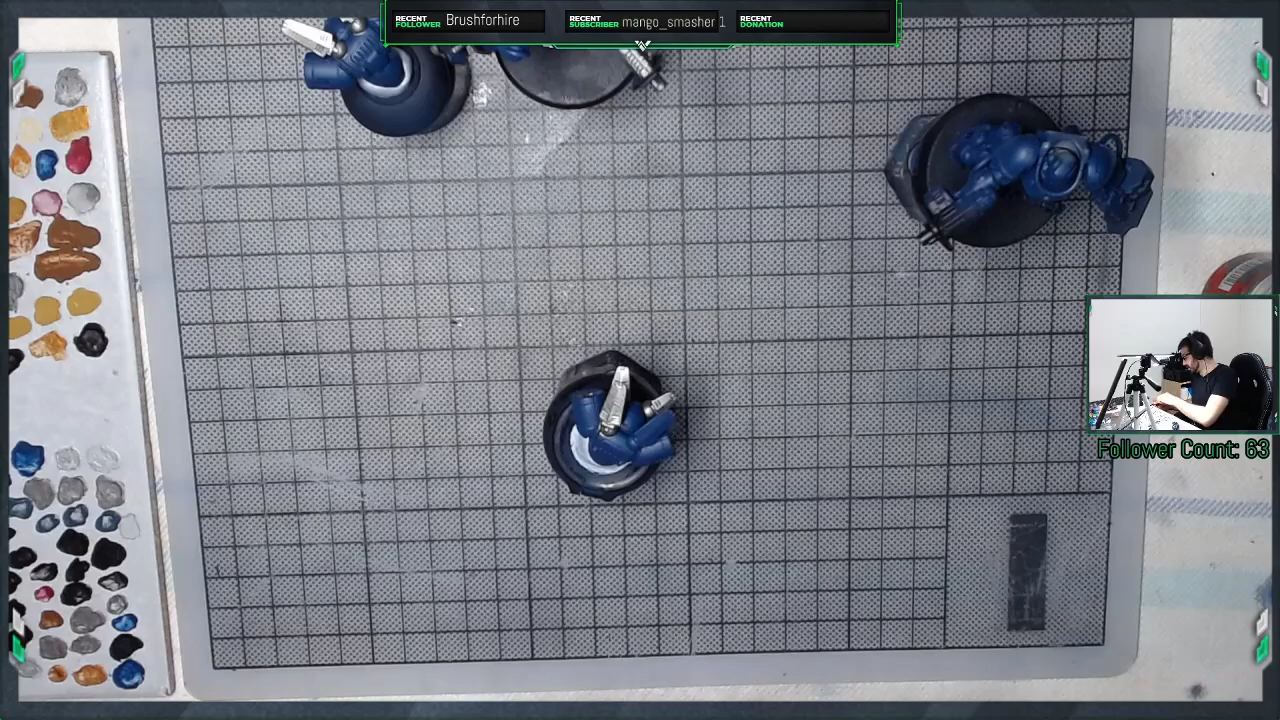 RECENT FOLLOWER Brushforhire
RECENT SUBSCRIBER mango_smasher 1
RECENT DONATION
Follower Count: 63